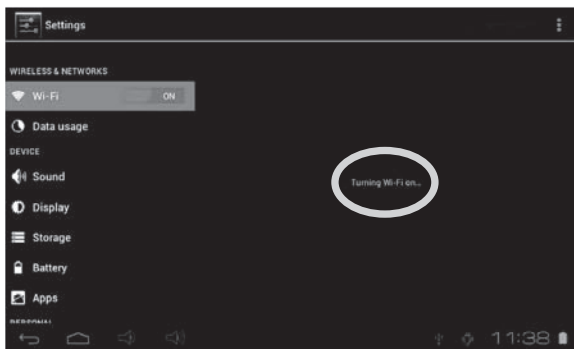 Settings
WIRELESS & NETWORKS
Wi-Fi ON
Data usage
DEVICE
Sound
Turning Wi-Fi on...
Display
Storage
Battery
Apps
PERSONAL
11:38